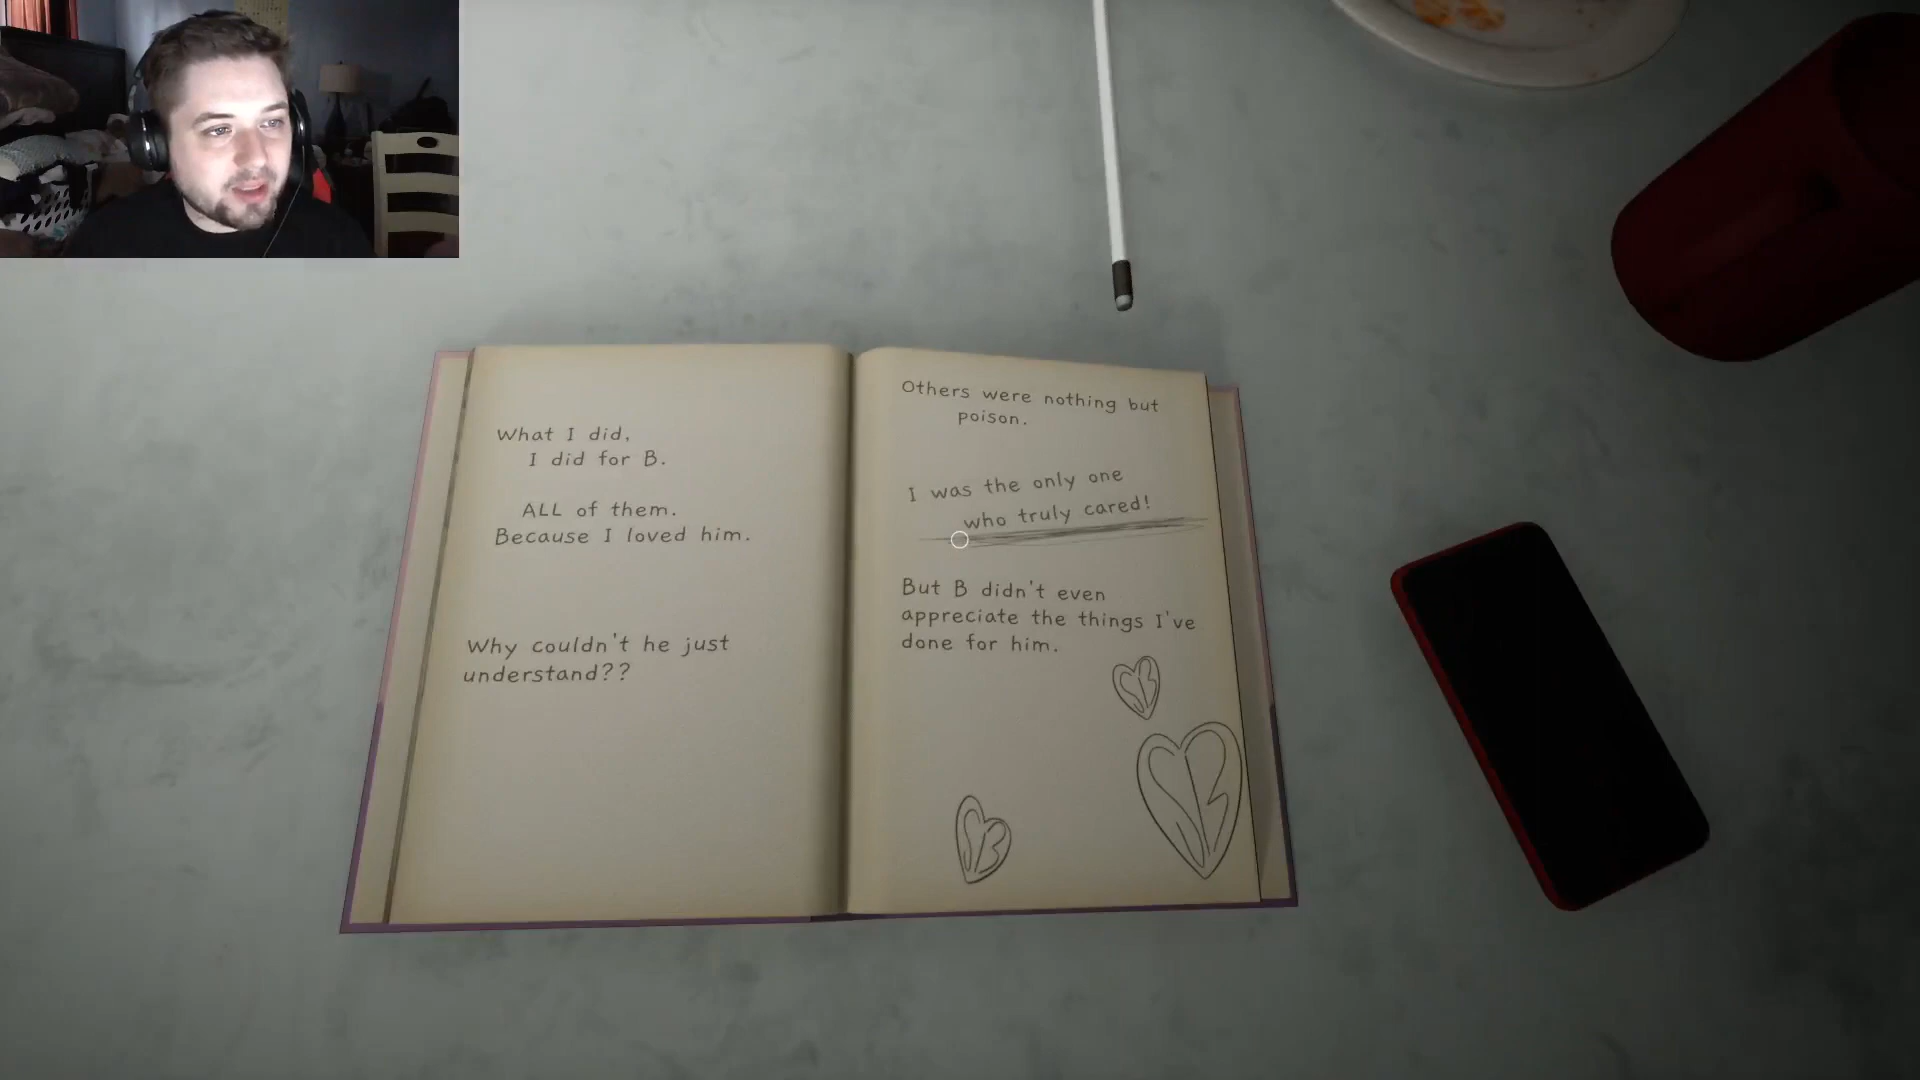 What I did,
I did for B.
ALL of them.
Because I loved him.
Why couldn't he just
understand??
Others were nothing but
poison.
I was the only one
who truly cared!
But B didn't even
appreciate the things I've
done for him.
S B
S B
S B